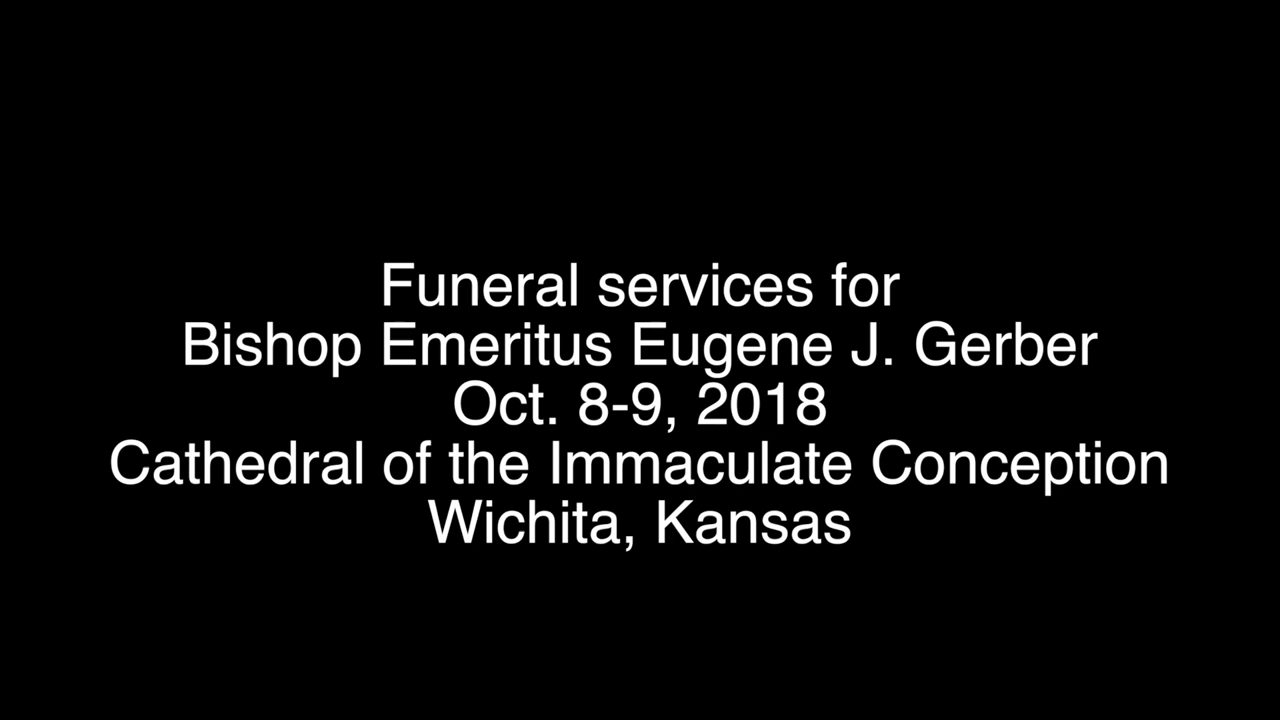 Funeral services for
Bishop Emeritus Eugene J. Gerber
Oct. 8-9, 2018
Cathedral of the Immaculate Conception
Wichita, Kansas